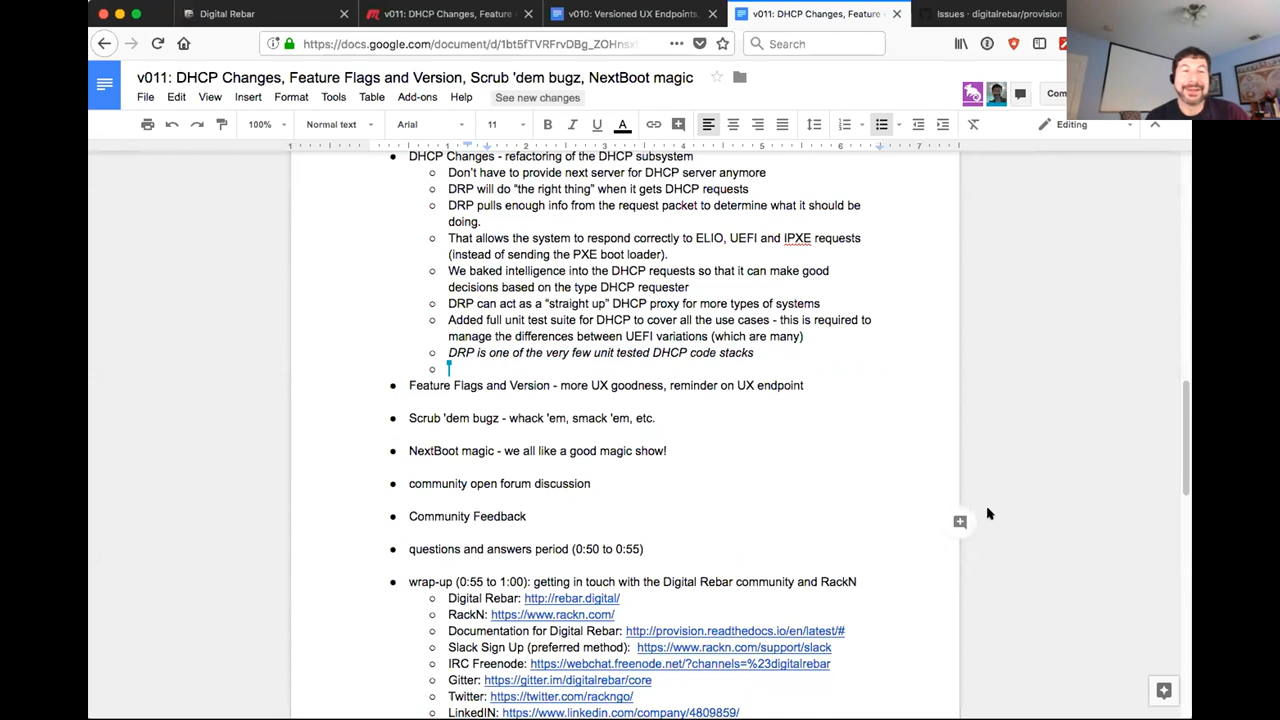 Digital Rebar
v011: DHCP Changes, Feature
v010: Versioned UX Endpoints,
v011: DHCP Changes, Feature
Issues · digitalrebar/provision
https://docs.google.com/document/d/1bt5fTVRFrvDBg_ZOHnsx
Search
v011: DHCP Changes, Feature Flags and Version, Scrub 'dem bugz, NextBoot magic
File Edit View Insert Format Tools Table Add-ons Help See new changes
100% Normal text Arial Editing
1 2 3 4 5 6 7
DHCP Changes - refactoring of the DHCP subsystem
Don't have to provide next server for DHCP server anymore
DRP will do “the right thing” when it gets DHCP requests
DRP pulls enough info from the request packet to determine what it should be
doing.
That allows the system to respond correctly to ELIO, UEFI and IPXE requests
(instead of sending the PXE boot loader).
We baked intelligence into the DHCP requests so that it can make good
decisions based on the type DHCP requester
DRP can act as a “straight up” DHCP proxy for more types of systems
Added full unit test suite for DHCP to cover all the use cases - this is required to
manage the differences between UEFI variations (which are many)
DRP is one of the very few unit tested DHCP code stacks
Feature Flags and Version - more UX goodness, reminder on UX endpoint
Scrub 'dem bugz - whack 'em, smack 'em, etc.
NextBoot magic - we all like a good magic show!
community open forum discussion
Community Feedback
questions and answers period (0:50 to 0:55)
wrap-up (0:55 to 1:00): getting in touch with the Digital Rebar community and RackN
Digital Rebar: http://rebar.digital/
RackN: https://www.rackn.com/
Documentation for Digital Rebar: http://provision.readthedocs.io/en/latest/#
Slack Sign Up (preferred method): https://www.rackn.com/support/slack
IRC Freenode: https://webchat.freenode.net/?channels=%23digitalrebar
Gitter: https://gitter.im/digitalrebar/core
Twitter: https://twitter.com/rackngo/
LinkedIN: https://www.linkedin.com/company/4809859/